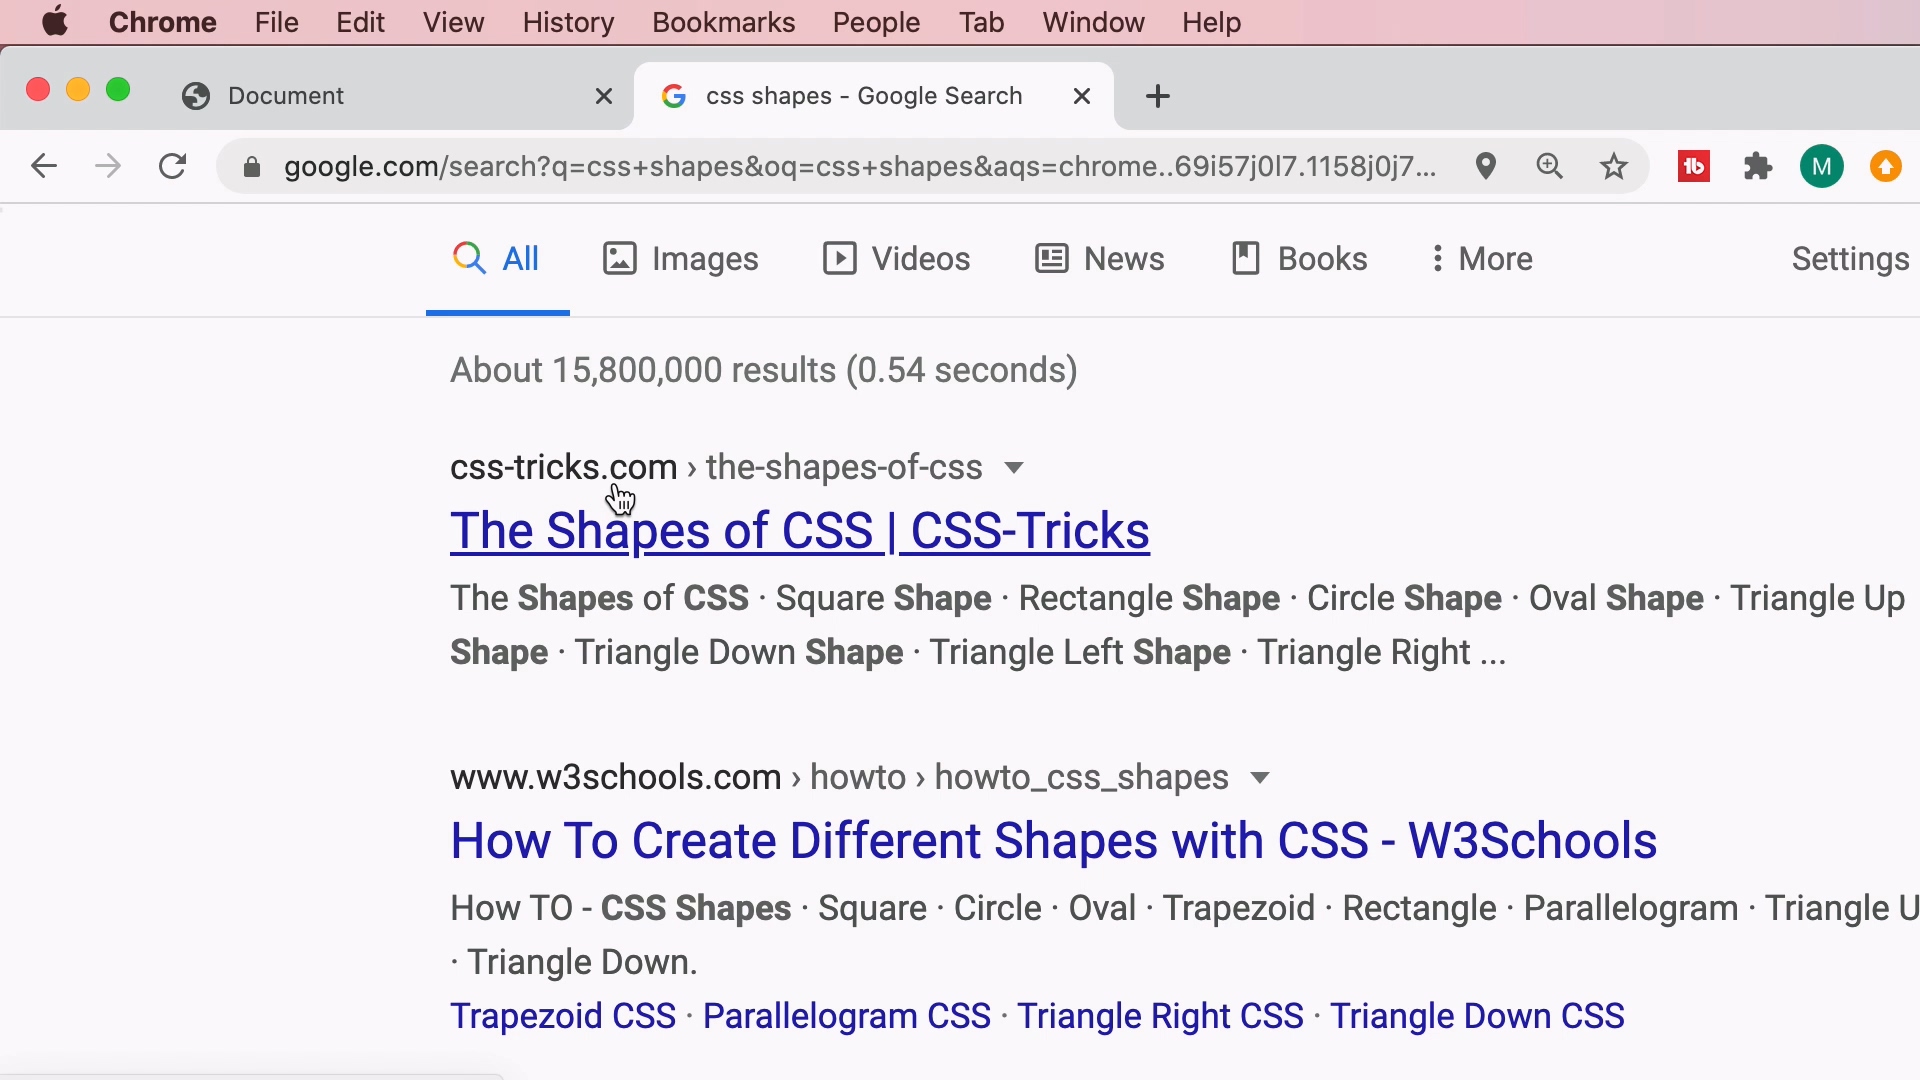 Chrome File Edit View History Bookmarks People Tab Window Help
Document css shapes - Google Search
google.com/search?q=css+shapes&oq=css+shapes&aqs=chrome..69i57j0l7.1158j0j7... M
All Images Videos News Books More Settings
About 15,800,000 results (0.54 seconds)
css-tricks.com › the-shapes-of-css
The Shapes of CSS | CSS-Tricks
The Shapes of CSS · Square Shape · Rectangle Shape · Circle Shape · Oval Shape · Triangle Up
Shape · Triangle Down Shape · Triangle Left Shape · Triangle Right ...
www.w3schools.com › howto › howto_css_shapes
How To Create Different Shapes with CSS - W3Schools
How TO - CSS Shapes · Square · Circle · Oval · Trapezoid · Rectangle · Parallelogram · Triangle U
· Triangle Down.
Trapezoid CSS · Parallelogram CSS · Triangle Right CSS · Triangle Down CSS